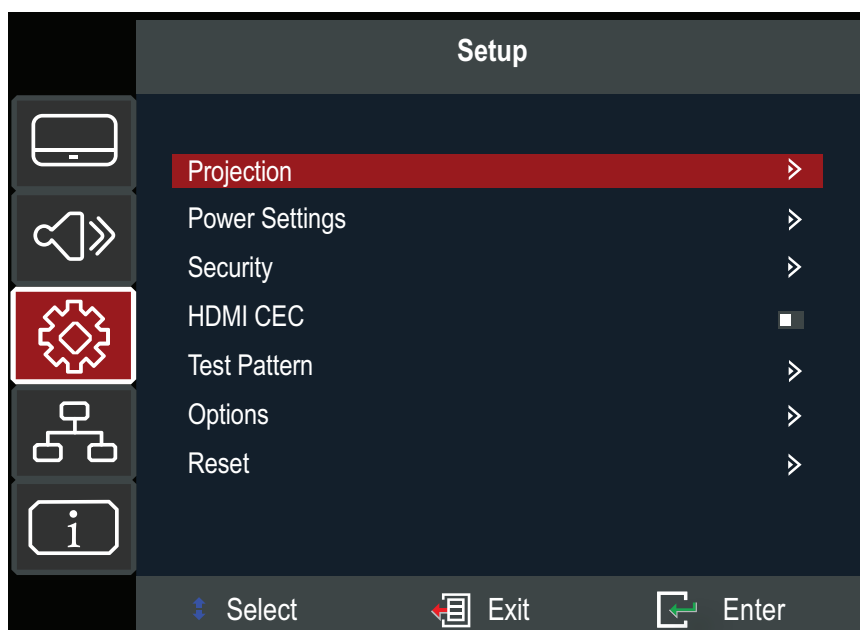 Setup
Projection
Power Settings
Security
HDMI CEC
Test Pattern
Options
Reset
i
Select Exit Enter